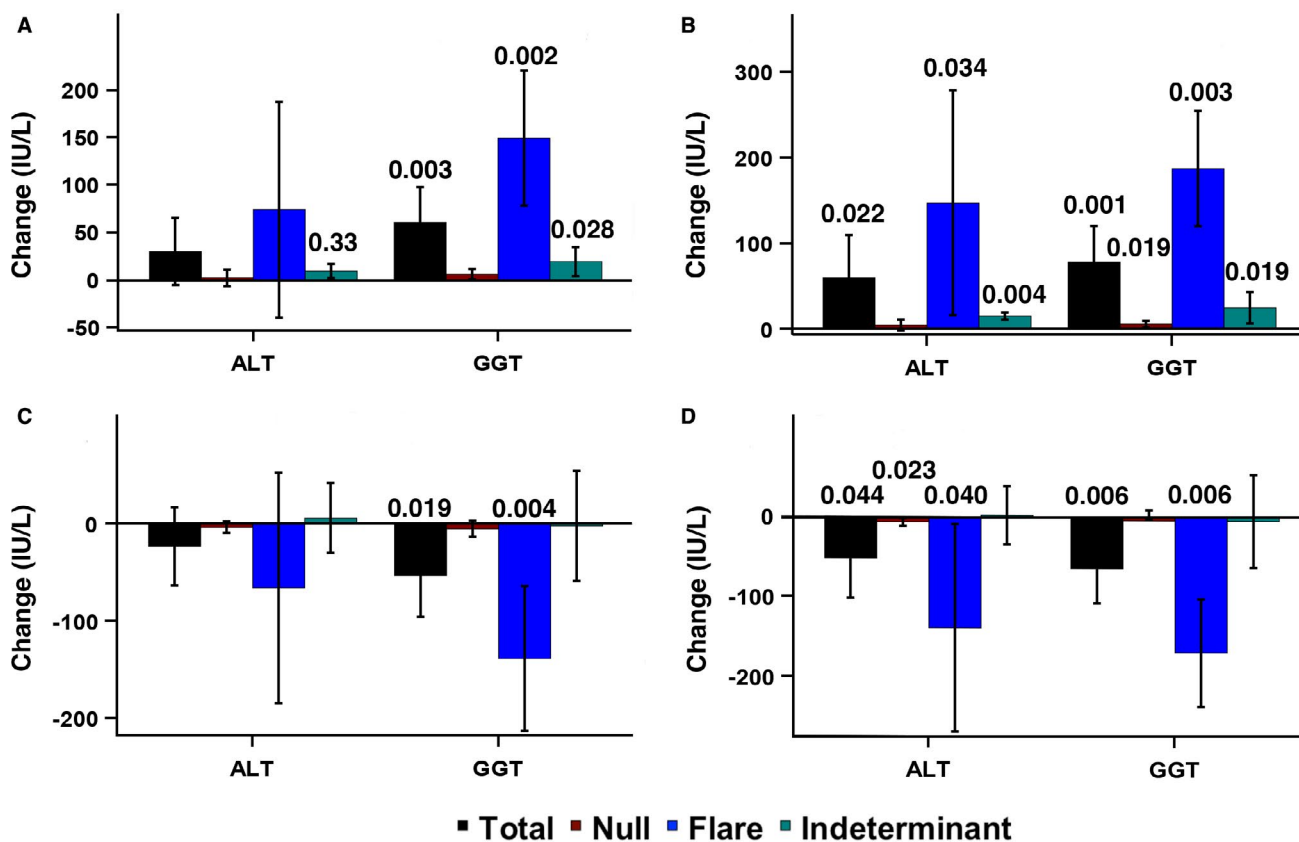 A
Change (IU/L)
200
150
100
50
0
-50
0.33
0.003
0.002
0.028
ALT
GGT
B
Change (IU/L)
300
200
100
0
0.022
0.034
0.004
0.001
0.019
0.003
0.019
ALT
GGT
C
Change (IU/L)
0
-100
-200
0.019
0.004
ALT
GGT
D
Change (IU/L)
0
-100
-200
0.044
0.023
0.040
0.006
0.006
ALT
GGT
Total Null Flare Indeterminant